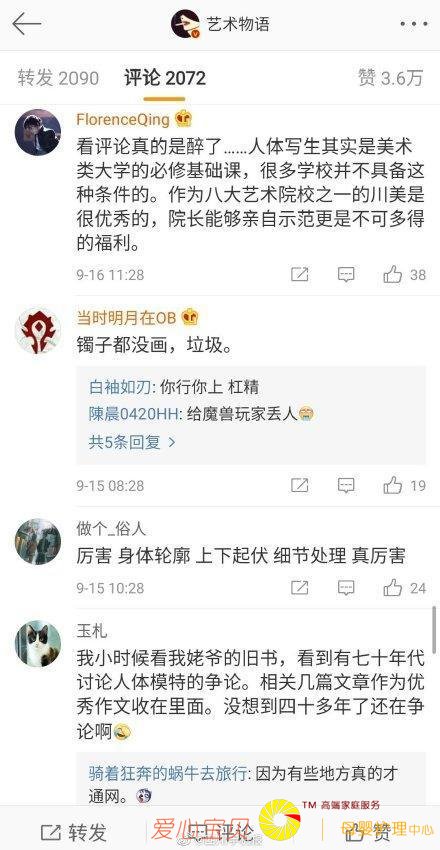 艺术物语
转发 2090 评论 2072 赞 3.6万
FlorenceQing
看评论真的是醉了……人体写生其实是美术
类大学的必修基础课，很多学校并不具备这
种条件的。作为八大艺术院校之一的川美是
很优秀的，院长能够亲自示范更是不可多得
的福利。
9-16 11:28 38
当时明月在OB
镯子都没画，垃圾。
白袖如刃: 你行你上 杠精
陳晨0420HH: 给魔兽玩家丢人
共5条回复
9-15 08:28 19
做个_俗人
厉害 身体轮廓 上下起伏 细节处理 真厉害
9-15 10:28 24
玉札
我小时候看我姥爷的旧书，看到有七十年代
讨论人体模特的争论。相关几篇文章作为优
秀作文收在里面。没想到四十多年了还在争
论啊
骑着狂奔的蜗牛去旅行: 因为有些地方真的才
通网。
TM 高端家庭服务
转发 评论 赞
爱心宝网
母婴护理中心